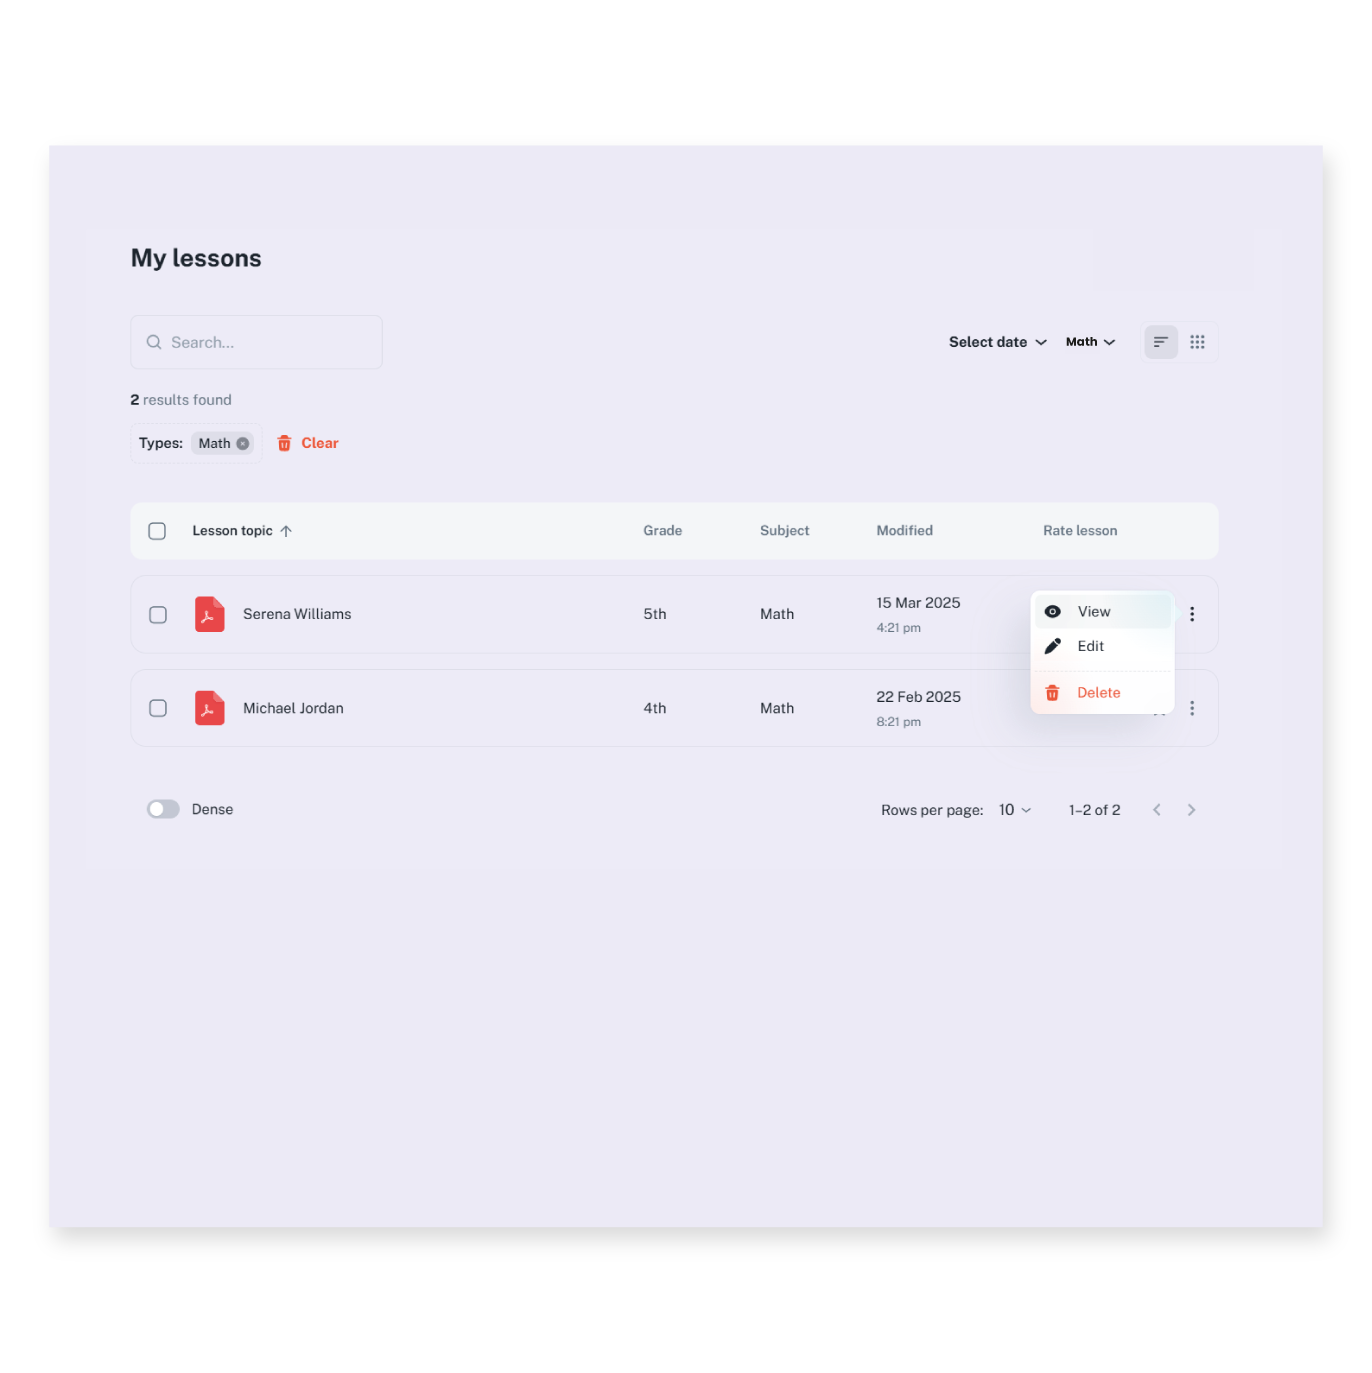 My lessons
Search...
Select date
Math
2 results found
Types: Math
Clear
Lesson topic
Grade
Subject
Modified
Rate lesson
Serena Williams
5th
Math
15 Mar 2025
4:21 pm
View
Edit
Delete
Michael Jordan
4th
Math
22 Feb 2025
8:21 pm
Dense
Rows per page: 10
1–2 of 2